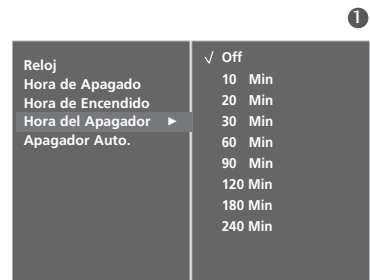 1
Reloj
Hora de Apagado
Hora de Encendido
Hora del Apagador ►
Apagador Auto.
√ Off
10 Min
20 Min
30 Min
60 Min
90 Min
120 Min
180 Min
240 Min